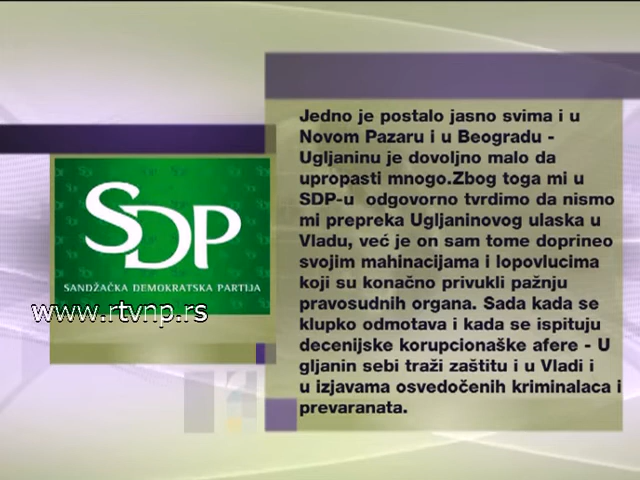 Jedno je postalo jasno svima i u
Novom Pazaru i u Beogradu -
Ugljaninu je dovoljno malo da
upropasti mnogo.Zbog toga mi u
SDP-u odgovorno tvrdimo da nismo
mi prepreka Ugljaninovog ulaska u
Vladu, već je on sam tome doprineo
svojim mahinacijama i lopovlucima
koji su konačno privukli pažnju
pravosudnih organa. Sada kada se
klupko odmotava i kada se ispituju
decenijske korupcionaške afere - U
gljanin sebi traži zaštitu i u Vladi i
u izjavama osvedočenih kriminalaca i
prevaranata.
SDP
SANDŽAČKA DEMOKRATSKA PARTIJA
www.rtvnp.rs